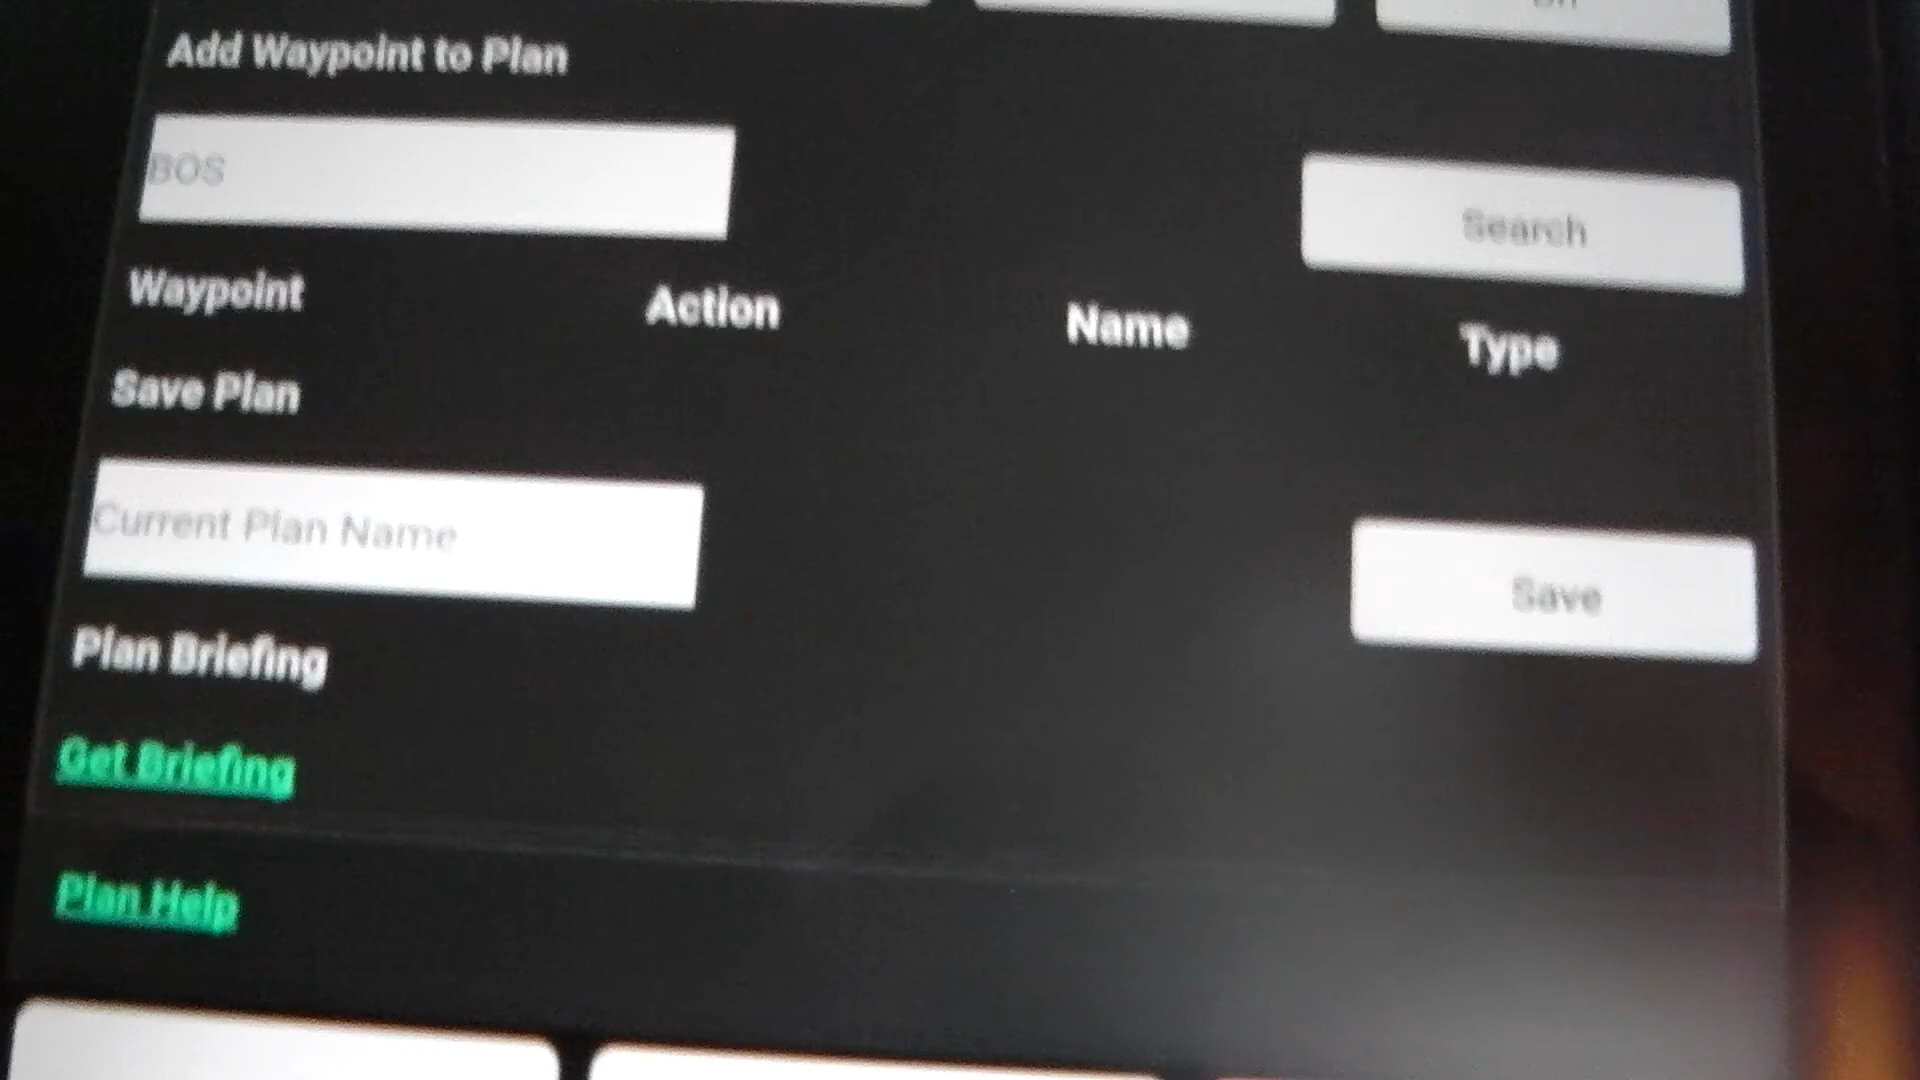 Add Waypoint to Plan
BOS
Search
Waypoint Action Name Type
Save Plan
Current Plan Name
Save
Plan Briefing
Get Briefing
Plan Help